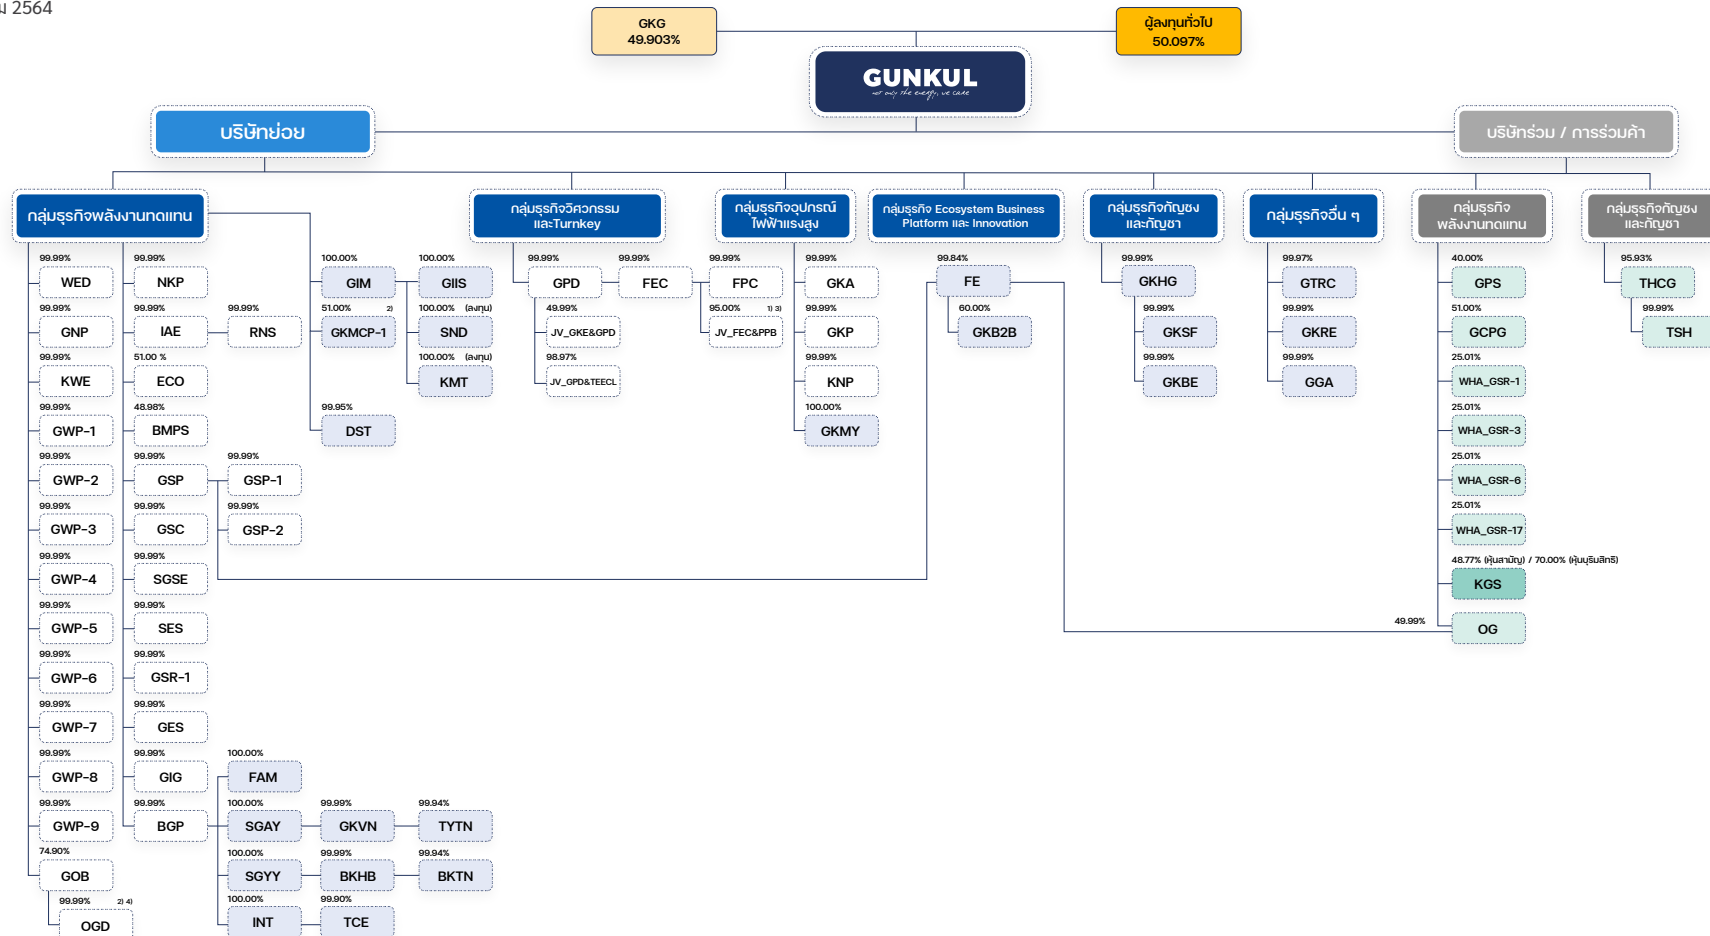 2564
GKG
49.903%
ผู้ลงทุนทั่วไป
50.097%
GUNKUL
not only the energy, we care
บริษัทย่อย
บริษัทร่วม / การร่วมค้า
กลุ่มธุรกิจพลังงานทดแทน
กลุ่มธุรกิจวิศวกรรม
และTurnkey
กลุ่มธุรกิจอุปกรณ์
ไฟฟ้าแรงสูง
กลุ่มธุรกิจ Ecosystem Business
Platform และ Innovation
กลุ่มธุรกิจกัญชง
และกัญชา
กลุ่มธุรกิจอื่น ๆ
กลุ่มธุรกิจ
พลังงานทดแทน
กลุ่มธุรกิจกัญชง
และกัญชา
99.99%
WED
99.99%
GNP
99.99%
KWE
99.99%
GWP-1
99.99%
GWP-2
99.99%
GWP-3
99.99%
GWP-4
99.99%
GWP-5
99.99%
GWP-6
99.99%
GWP-7
99.99%
GWP-8
99.99%
GWP-9
74.90%
GOB
99.99% 2) 4)
OGD
99.99%
NKP
99.99%
IAE
99.99%
RNS
51.00 %
ECO
48.98%
BMPS
99.99%
GSP
99.99%
GSP-1
99.99%
GSP-2
99.99%
GSC
99.99%
SGSE
99.99%
SES
99.99%
GSR-1
99.99%
GES
99.99%
GIG
99.99%
BGP
100.00%
FAM
100.00%
SGAY
99.99%
GKVN
99.94%
TYTN
100.00%
SGYY
99.99%
BKHB
99.94%
BKTN
100.00%
INT
99.90%
TCE
100.00%
GIM
100.00%
GIIS
51.00% 2)
GKMCP-1
100.00% (ลงทุน)
SND
100.00% (ลงทุน)
KMT
99.95%
DST
99.99%
GPD
99.99%
FEC
99.99%
FPC
49.99%
JV_GKE&GPD
98.97%
JV_GPD&TEECL
95.00% 1) 3)
JV_FEC&PPB
99.99%
GKA
99.99%
GKP
99.99%
KNP
100.00%
GKMY
99.84%
FE
60.00%
GKB2B
99.99%
GKHG
99.99%
GKSF
99.99%
GKBE
99.97%
GTRC
99.99%
GKRE
99.99%
GGA
40.00%
GPS
51.00%
GCPG
25.01%
WHA_GSR-1
25.01%
WHA_GSR-3
25.01%
WHA_GSR-6
25.01%
WHA_GSR-17
48.77% (หุ้นสามัญ) / 70.00% (หุ้นบุริมสิทธิ)
KGS
49.99%
OG
95.93%
THCG
99.99%
TSH